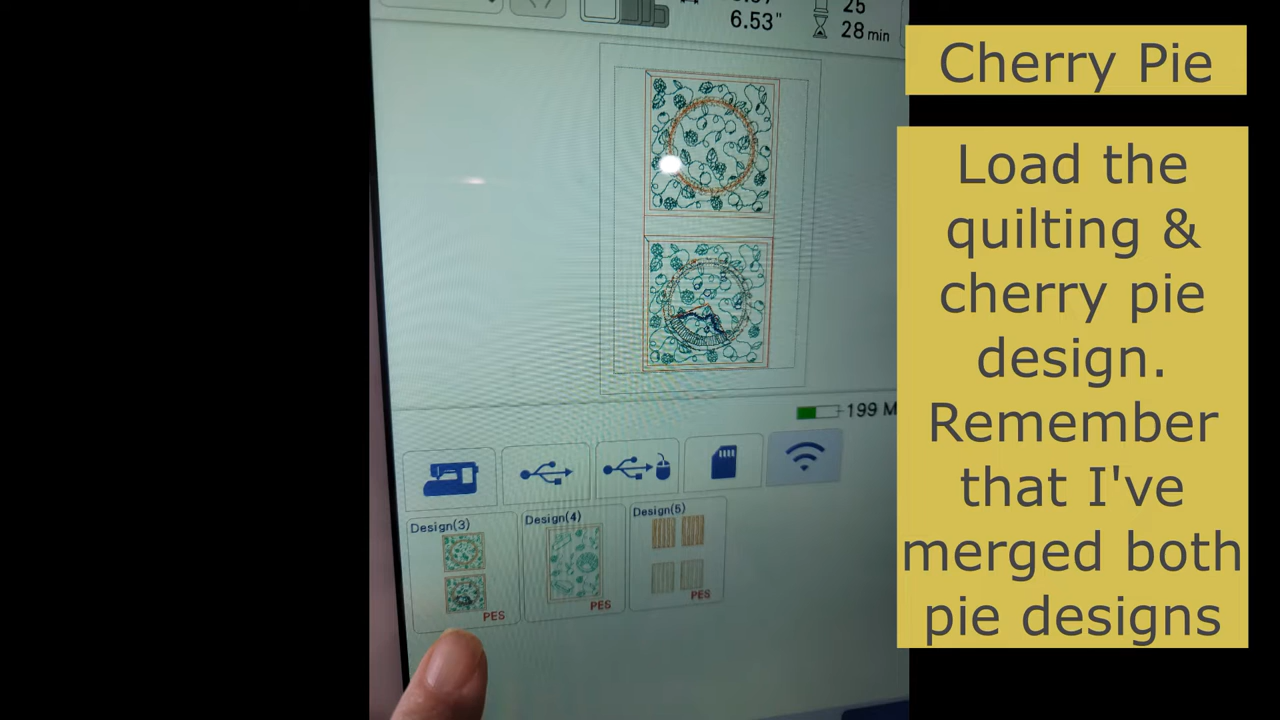 25
6.53"
28 min
Cherry Pie
Load the
quilting &
cherry pie
design.
Remember
that I've
merged both
pie designs
199 M
Design(3)
Design(4)
Design(5)
PES
PES
PES